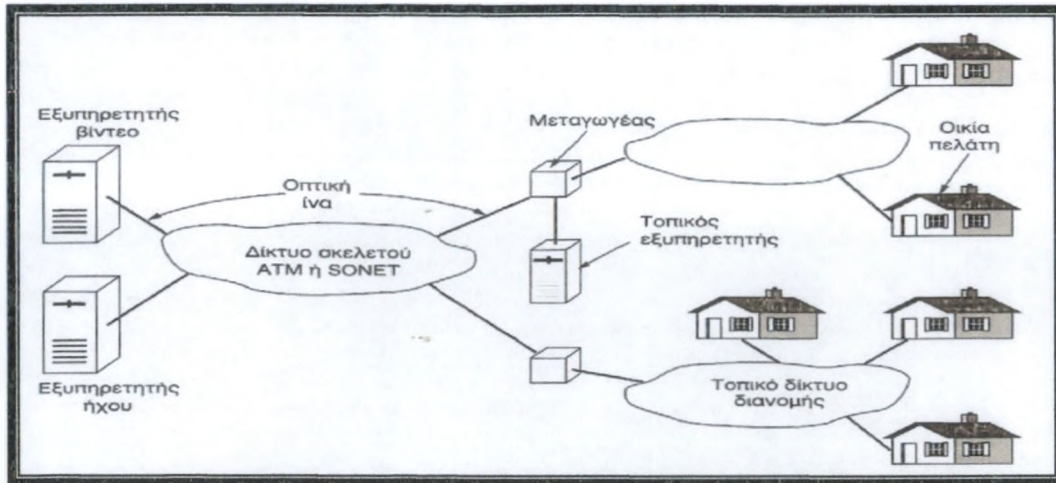 Εξυπηρετητής
βίντεο
Οπτική
ίνα
Δίκτυο σκελετού
ATM ή SONET
Εξυπηρετητής
ήχου
Μεταγωγέας
Οικία
πελάτη
Τοπικός
εξυπηρετητής
Τοπικό δίκτυο
διανομής